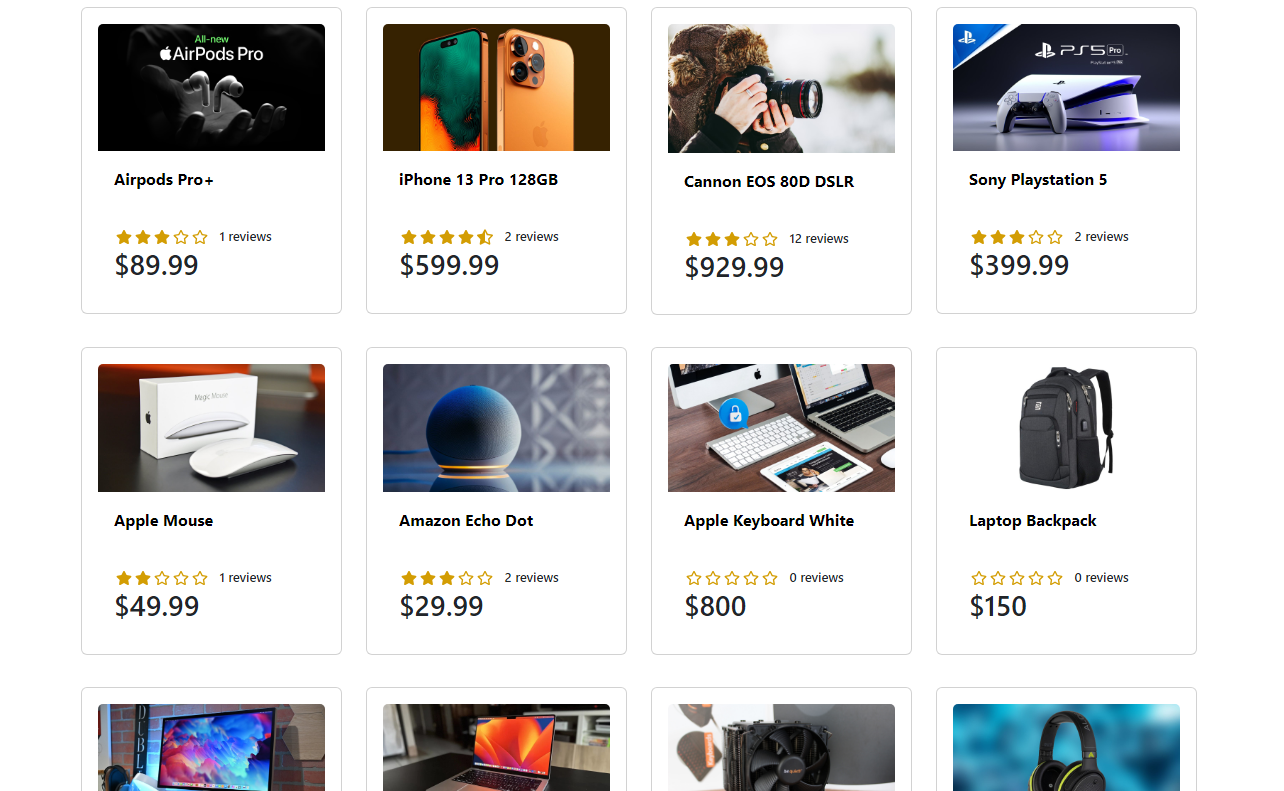 All-new
AirPods Pro
PS5 Pro
Airpods Pro+
iPhone 13 Pro 128GB
Cannon EOS 80D DSLR
Sony Playstation 5
1 reviews
2 reviews
12 reviews
2 reviews
$89.99
$599.99
$929.99
$399.99
Magic Mouse
Apple Mouse
Amazon Echo Dot
Apple Keyboard White
Laptop Backpack
1 reviews
2 reviews
0 reviews
0 reviews
$49.99
$29.99
$800
$150